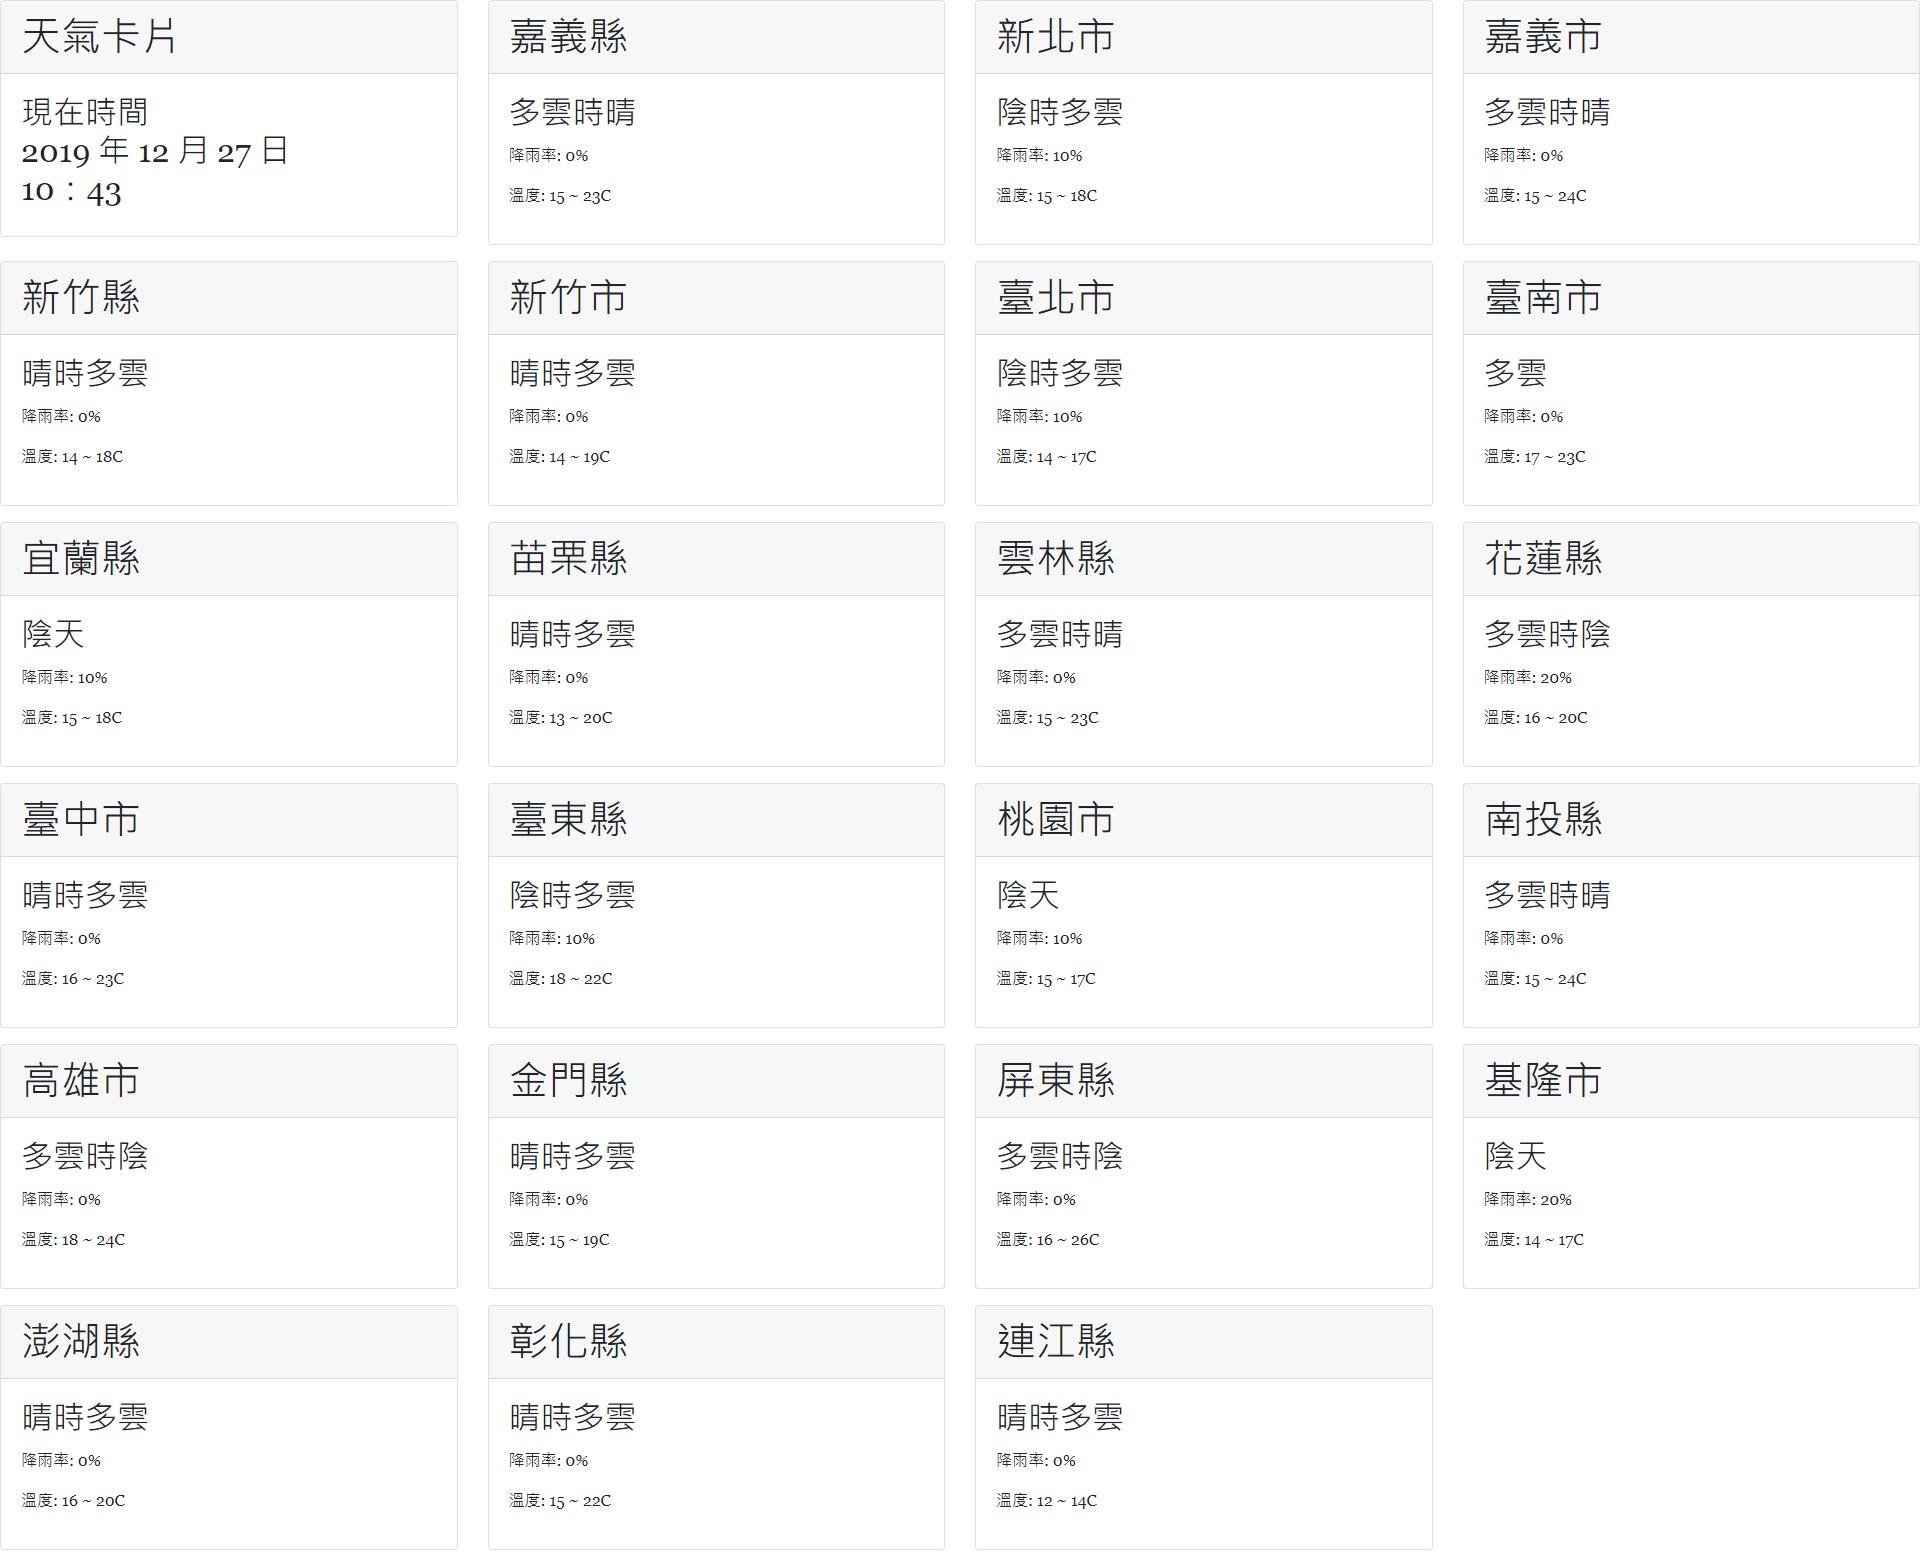 天氣卡片
現在時間
2019 年 12 月 27 日
10：43
嘉義縣
多雲時晴
降雨率: 0%
溫度: 15 ~ 23C
新北市
陰時多雲
降雨率: 10%
溫度: 15 ~ 18C
嘉義市
多雲時晴
降雨率: 0%
溫度: 15 ~ 24C
新竹縣
晴時多雲
降雨率: 0%
溫度: 14 ~ 18C
新竹市
晴時多雲
降雨率: 0%
溫度: 14 ~ 19C
臺北市
陰時多雲
降雨率: 10%
溫度: 14 ~ 17C
臺南市
多雲
降雨率: 0%
溫度: 17 ~ 23C
宜蘭縣
陰天
降雨率: 10%
溫度: 15 ~ 18C
苗栗縣
晴時多雲
降雨率: 0%
溫度: 13 ~ 20C
雲林縣
多雲時晴
降雨率: 0%
溫度: 15 ~ 23C
花蓮縣
多雲時陰
降雨率: 20%
溫度: 16 ~ 20C
臺中市
晴時多雲
降雨率: 0%
溫度: 16 ~ 23C
臺東縣
陰時多雲
降雨率: 10%
溫度: 18 ~ 22C
桃園市
陰天
降雨率: 10%
溫度: 15 ~ 17C
南投縣
多雲時晴
降雨率: 0%
溫度: 15 ~ 24C
高雄市
多雲時陰
降雨率: 0%
溫度: 18 ~ 24C
金門縣
晴時多雲
降雨率: 0%
溫度: 15 ~ 19C
屏東縣
多雲時陰
降雨率: 0%
溫度: 16 ~ 26C
基隆市
陰天
降雨率: 20%
溫度: 14 ~ 17C
澎湖縣
晴時多雲
降雨率: 0%
溫度: 16 ~ 20C
彰化縣
晴時多雲
降雨率: 0%
溫度: 15 ~ 22C
連江縣
晴時多雲
降雨率: 0%
溫度: 12 ~ 14C